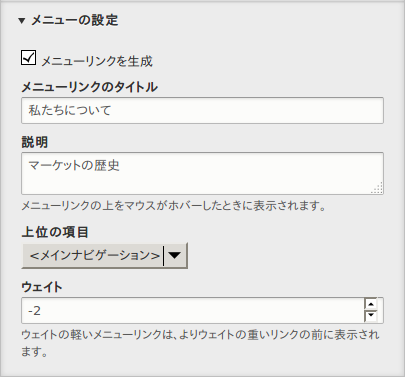 メニューの設定
メニューリンクを生成
メニューリンクのタイトル
私たちについて
説明
マーケットの歴史
メニューリンクの上をマウスがホバーしたときに表示されます。
上位の項目
<メインナビゲーション>
ウェイト
-2
ウェイトの軽いメニューリンクは、よりウェイトの重いリンクの前に表示され
ます。